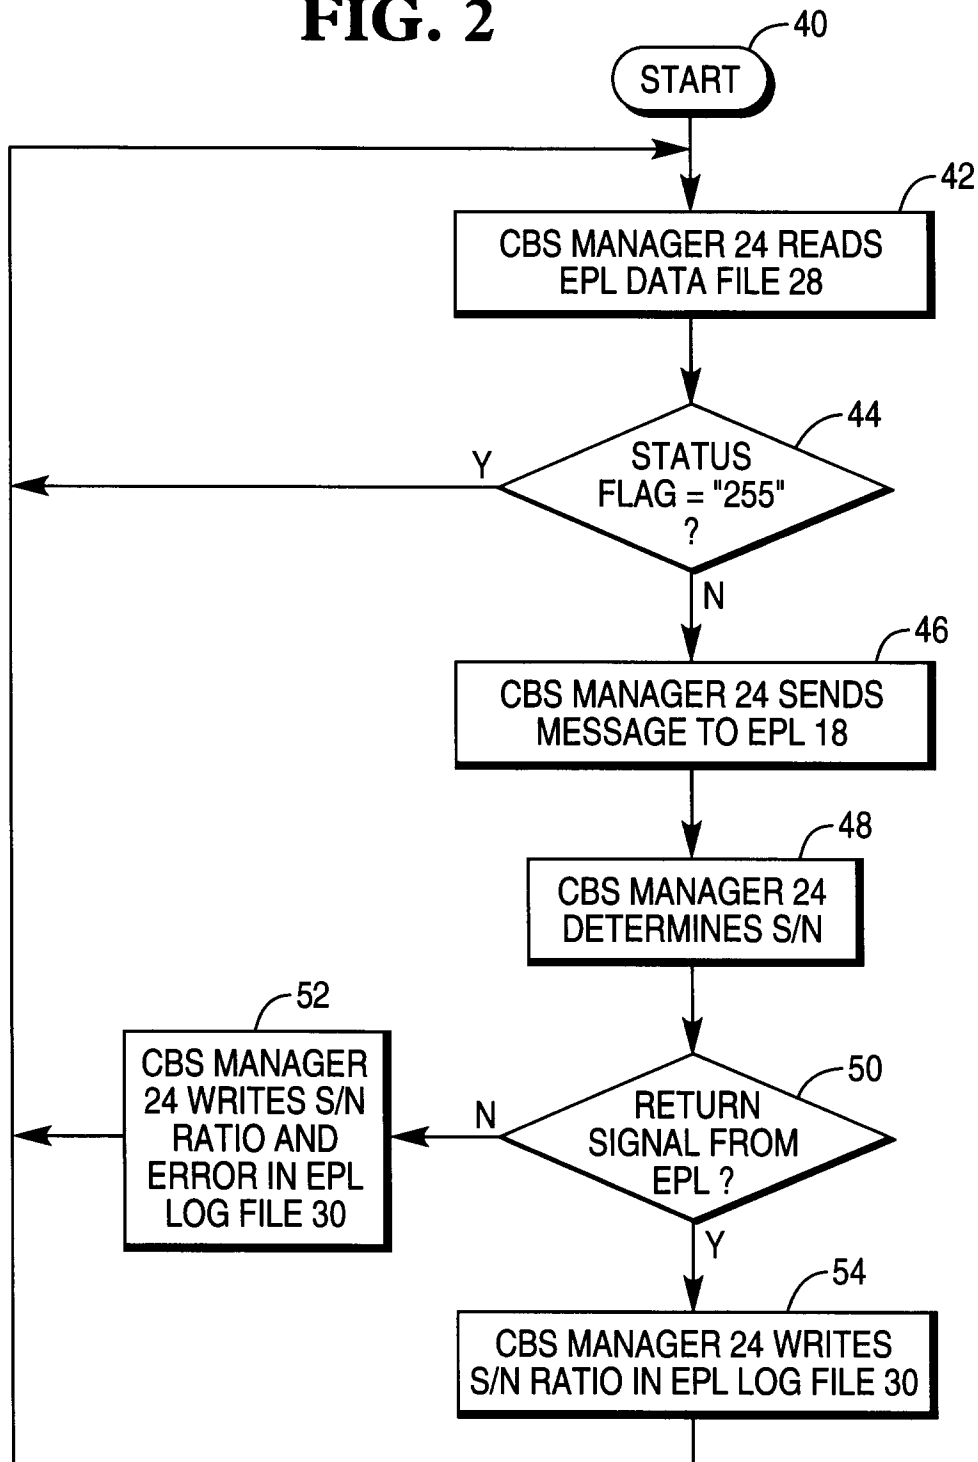 FIG. 2
40
START
42
CBS MANAGER 24 READS
EPL DATA FILE 28
44
STATUS
FLAG = "255"
?
Y
N
46
CBS MANAGER 24 SENDS
MESSAGE TO EPL 18
48
CBS MANAGER 24
DETERMINES S/N
50
RETURN
SIGNAL FROM
EPL ?
N
52
CBS MANAGER
24 WRITES S/N
RATIO AND
ERROR IN EPL
LOG FILE 30
Y
54
CBS MANAGER 24 WRITES
S/N RATIO IN EPL LOG FILE 30